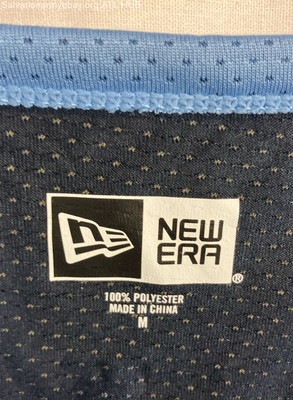 NEW
ERA
®
100% POLYESTER
MADE IN CHINA
M